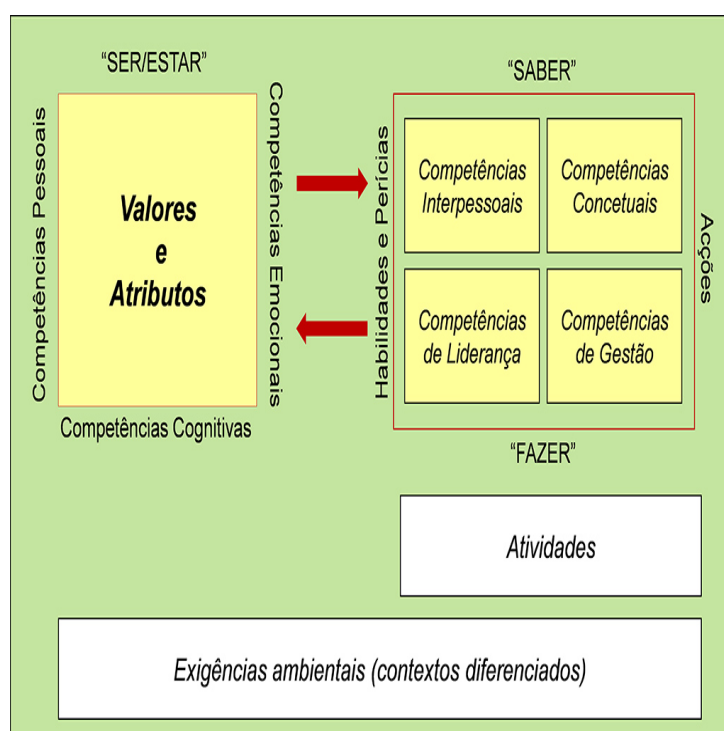 “SER/ESTAR”
Competências Pessoais
Valores
e
Atributos
Competências Emocionais
Competências Cognitivas
“SABER”
Habilidades e Perícias
Competências
Interpessoais
Competências
Concetuais
Competências
de Liderança
Competências
de Gestão
Acções
“FAZER”
Atividades
Exigências ambientais (contextos diferenciados)